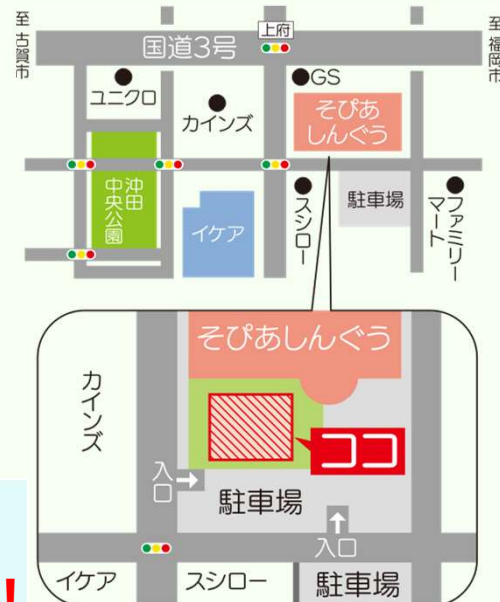 至 古賀市
国道3号
上府
至 福岡市
ユニクロ
カインズ
GS
そぴあ
しんぐう
沖田
中央公園
イケア
スシロー
駐車場
ファミリー
マート
そぴあしんぐう
カインズ
ココ
入口
駐車場
入口
イケア
スシロー
駐車場
!